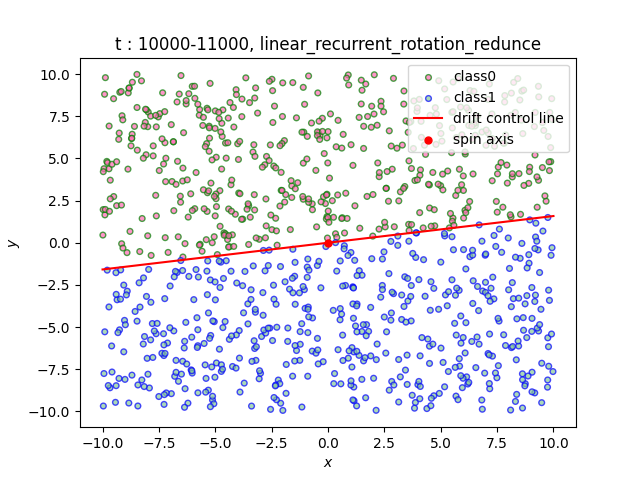 t : 10000-11000, linear_recurrent_rotation_redunce
class0
class1
drift control line
spin axis
10.0
7.5
5.0
2.5
0.0
−2.5
−5.0
−7.5
−10.0
y
−10.0 −7.5 −5.0 −2.5 0.0 2.5 5.0 7.5 10.0
x